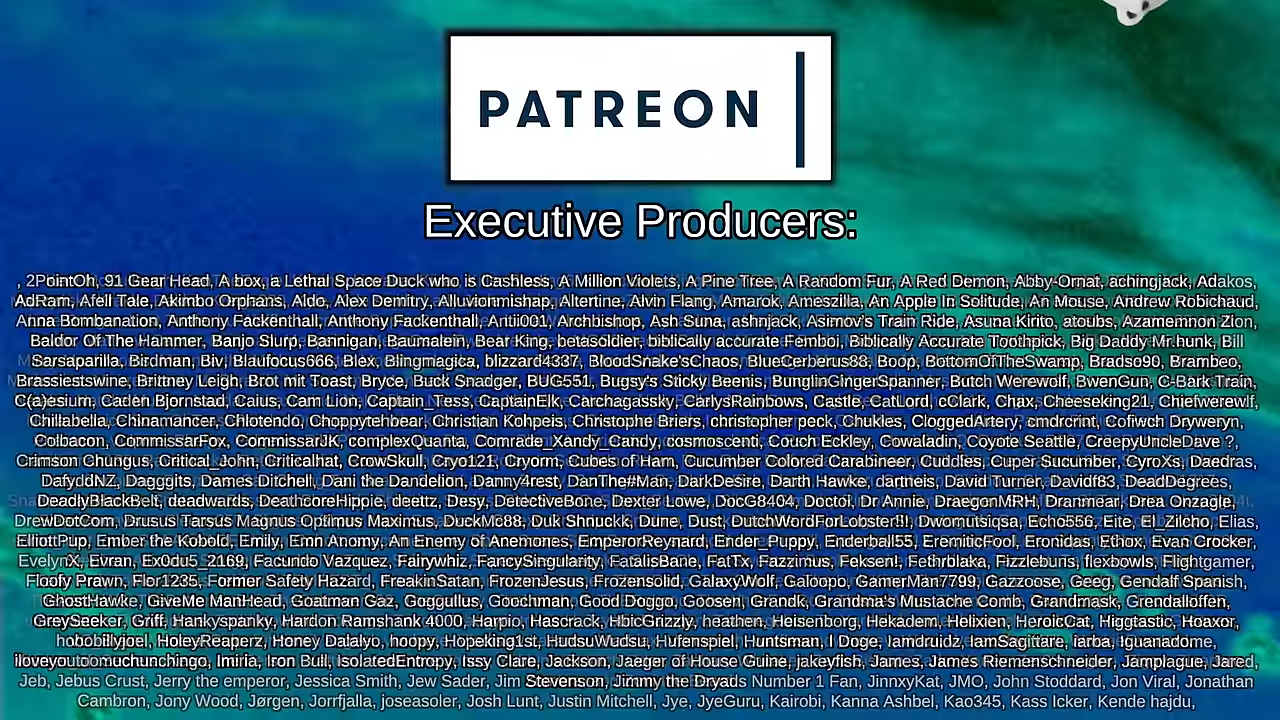 PATREON
Executive Producers:
, 2PointOh, 91 Gear Head, A box, a Lethal Space Duck who is Cashless, A Million Violets, A Pine Tree, A Random Fur, A Red Demon, Abby-Ornat, achingjack, Adakos,
AdRam, Afell Tale, Akimbo Orphans, Aldo, Alex Demitry, Alluvionmishap, Altertine, Alvin Flang, Amarok, Ameszilla, An Apple In Solitude, An Mouse, Andrew Robichaud,
Anna Bombanation, Anthony Fackenthall, Anthony Fackenthall, Antii001, Archbishop, Ash Suna, ashnjack, Asimov's Train Ride, Asuna Kirito, atoubs, Azamemnon Zion,
Baldor Of The Hammer, Banjo Slurp, Bannigan, Baumalein, Bear King, betasoldier, biblically accurate Femboi, Biblically Accurate Toothpick, Big Daddy Mr.hunk, Bill
Sarsaparilla, Birdman, Biv, Blaufocus666, Blex, Blingmagica, blizzard4337, BloodSnake'sChaos, BlueCerberus88, Boop, BottomOfTheSwamp, Bradso90, Brambeo,
Brassiestswine, Brittney Leigh, Brot mit Toast, Bryce, Buck Snadger, BUG551, Bugsy's Sticky Beenis, BunglinGingerSpanner, Butch Werewolf, BwenGun, C-Bark Train,
C(a)esium, Caden Bjornstad, Caius, Cam Lion, Captain_Tess, CaptainElk, Carchagassky, CarlysRainbows, Castle, CatLord, cClark, Chax, Cheeseking21, Chiefwerewlf,
Chillabella, Chinamancer, Chlotendo, Choppytehbear, Christian Kohpeis, Christophe Briers, christopher peck, Chukles, CloggedArtery, cmdrcrint, Cofiwch Dryweryn,
Colbacon, CommissarFox, CommissarJK, complexQuanta, Comrade_Xandy_Candy, cosmoscenti, Couch Eckley, Cowaladin, Coyote Seattle, CreepyUncleDave ?,
Crimson Chungus, Critical_John, Criticalhat, CrowSkull, Cryo121, Cryorm, Cubes of Ham, Cucumber Colored Carabineer, Cuddles, Cuper Sucumber, CyroXs, Daedras,
DafyddNZ, Dagggits, Dames Ditchell, Dani the Dandelion, Danny4rest, DanThe#Man, DarkDesire, Darth Hawke, dartneis, David Turner, Davidf83, DeadDegrees,
DeadlyBlackBelt, deadwards, DeathCoreHippie, dettz, Desy, DetectiveBone, Dexter Lowe, DocG8404, Doctoi, Dr Annie, DraegonMRH, Dransnear, Drea Onzagle,
DrewDotCom, Drusus Tarsus Magnus Optimus Maximus, DuckMc88, Duk Shnuckk, Dune, Dust, DutchWordForLobster!!!, Dwomutsiqsa, Echo556, Eite, El_Zilcho, Elias,
ElliottPup, Ember the Kobold, Emily, Emn Anomy, An Enemy of Anemones, EmperorReynard, Ender_Puppy, Enderball55, EremiticFool, Eronidas, Ethox, Evan Crocker,
EvelynX, Evran, Ex0du5_2169, Facundo Vazquez, Fairywhiz, FancySingularity, FatalisBane, FatTx, Fazzimus, Feksen!, Fethrblaka, Fizzlebuns, flexbowls, Flightgamer,
Floofy Prawn, Flor1235, Former Safety Hazard, FreakinSatan, FrozenJesus, Frozensolid, GalaxyWolf, Galoopo, GamerMan7799, Gazzoose, Geeg, Gendalf Spanish,
GhostHawke, GiveMe ManHead, Goatman Gaz, Goggullus, Goochman, Good Doggo, Goosen, Grandk, Grandma's Mustache Comb, Grandmask, Grendalloffen,
GreySeeker, Griff, Hankyspanky, Hardon Ramshank 4000, Harpio, Hascrack, HbicGrizzly, heathen, Heisenborg, Hekadem, Helixien, HeroicCat, Higgtastic, Hoaxor,
hobobillyjoel, HoleyReaperz, Honey Dalalyo, hoopy, Hopeking1st, HudsuWudsu, Hufenspiel, Huntsman, I Doge, Iamdruidz, IamSagittare, iarba, Iguanadome,
iloveyoutoomuchunchingo, Imiria, Iron Bull, IsolatedEntropy, Issy Clare, Jackson, Jaeger of House Guine, jakeyfish, James, James Riemenschneider, Jamplague, Jared,
Jeb, Jebus Crust, Jerry the emperor, Jessica Smith, Jew Sader, Jim Stevenson, Jimmy the Dryads Number 1 Fan, JinnxyKat, JMO, John Stoddard, Jon Viral, Jonathan
Cambron, Jony Wood, Jørgen, Jorrfjalla, joseasoler, Josh Lunt, Justin Mitchell, Jye, JyeGuru, Kairobi, Kanna Ashbel, Kao345, Kass Icker, Kende hajdu,